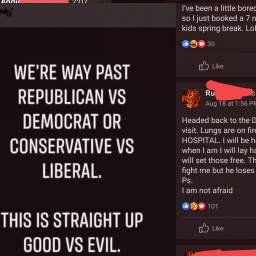 2:07
WE'RE WAY PAST
REPUBLICAN VS
DEMOCRAT OR
CONSERVATIVE VS
LIBERAL.
THIS IS STRAIGHT UP
GOOD VS EVIL.
I've been a little bored
so I just booked a 7 n
kids spring break. Lol
30
Like
Ru
Aug 18 at 1:56 PM
Headed back to the D
visit. Lungs are on fire
HOSPITAL. I will be h
when I am I will lay ha
will set those free. Th
fight me but he loses
Ps.
I am not afraid
101
Like